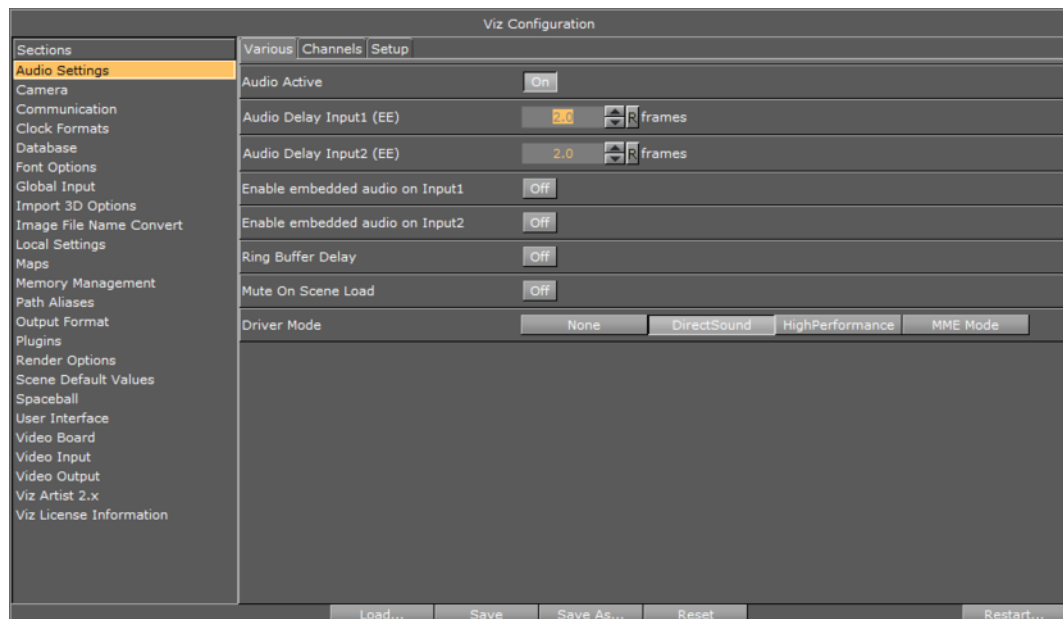 Viz Configuration
Sections
Audio Settings
Camera
Communication
Clock Formats
Database
Font Options
Global Input
Import 3D Options
Image File Name Convert
Local Settings
Maps
Memory Management
Path Aliases
Output Format
Plugins
Render Options
Scene Default Values
Spaceball
User Interface
Video Board
Video Input
Video Output
Viz Artist 2.x
Viz License Information
Various Channels Setup
Audio Active On
Audio Delay Input1 (EE) 2.0 R frames
Audio Delay Input2 (EE) 2.0 R frames
Enable embedded audio on Input1 Off
Enable embedded audio on Input2 Off
Ring Buffer Delay Off
Mute On Scene Load Off
Driver Mode None DirectSound HighPerformance MME Mode
Load... Save Save As... Reset Restart...